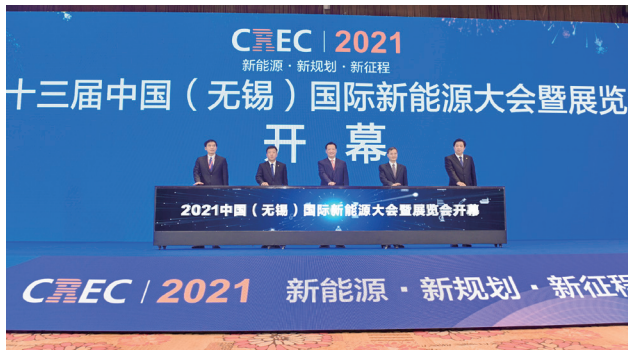 CREC | 2021
新能源·新规划·新征程
十三届中国（无锡）国际新能源大会暨展览
开幕
2021中国（无锡）国际新能源大会暨展览会开幕
CREC / 2021 新能源·新规划·新征程